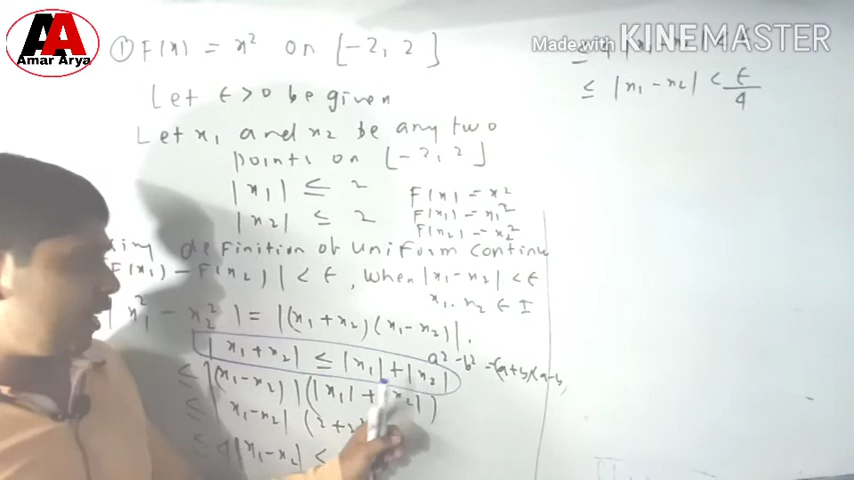 AA
Amar Arya
Made with KINEMASTER
① F(x) = x² on [-2, 2]
Let ϵ>0 be given
Let x₁ and x₂ be any two
points on [-2, 2]
|x₁| ≤ 2
|x₂| ≤ 2
F(x) = x²
F(x₁) = x₁²
F(x₂) = x₂²
definition of uniform continu
F(x₁) - F(x₂)| < ϵ, when |x₁-x₂| < ϵ
x₁, x₂ ∈ I
|x₁² - x₂²| = |(x₁+x₂)(x₁-x₂)|.
|x₁+x₂| ≤ |x₁|+|x₂|
a²-b² = (a+b)(a-b)
≤ |(x₁-x₂)|(|x₁|+|x₂|)
≤ |x₁-x₂| (2+2
≤ 4|x₁-x₂| <
≤ |x₁-x₂| < ϵ/4